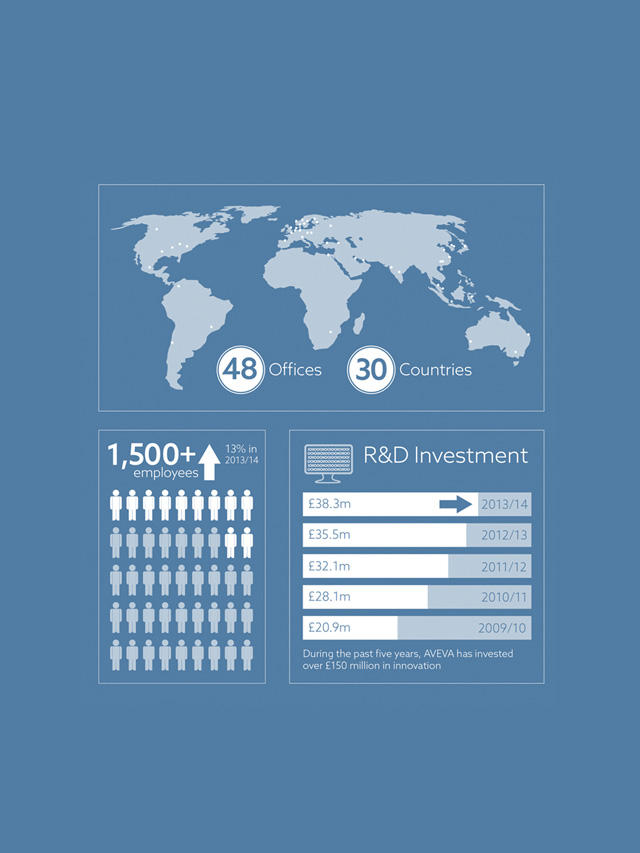 48 Offices
30 Countries
1,500+
employees
13% in
2013/14
R&D Investment
£38.3m 2013/14
£35.5m 2012/13
£32.1m 2011/12
£28.1m 2010/11
£20.9m 2009/10
During the past five years, AVEVA has invested
over £150 million in innovation